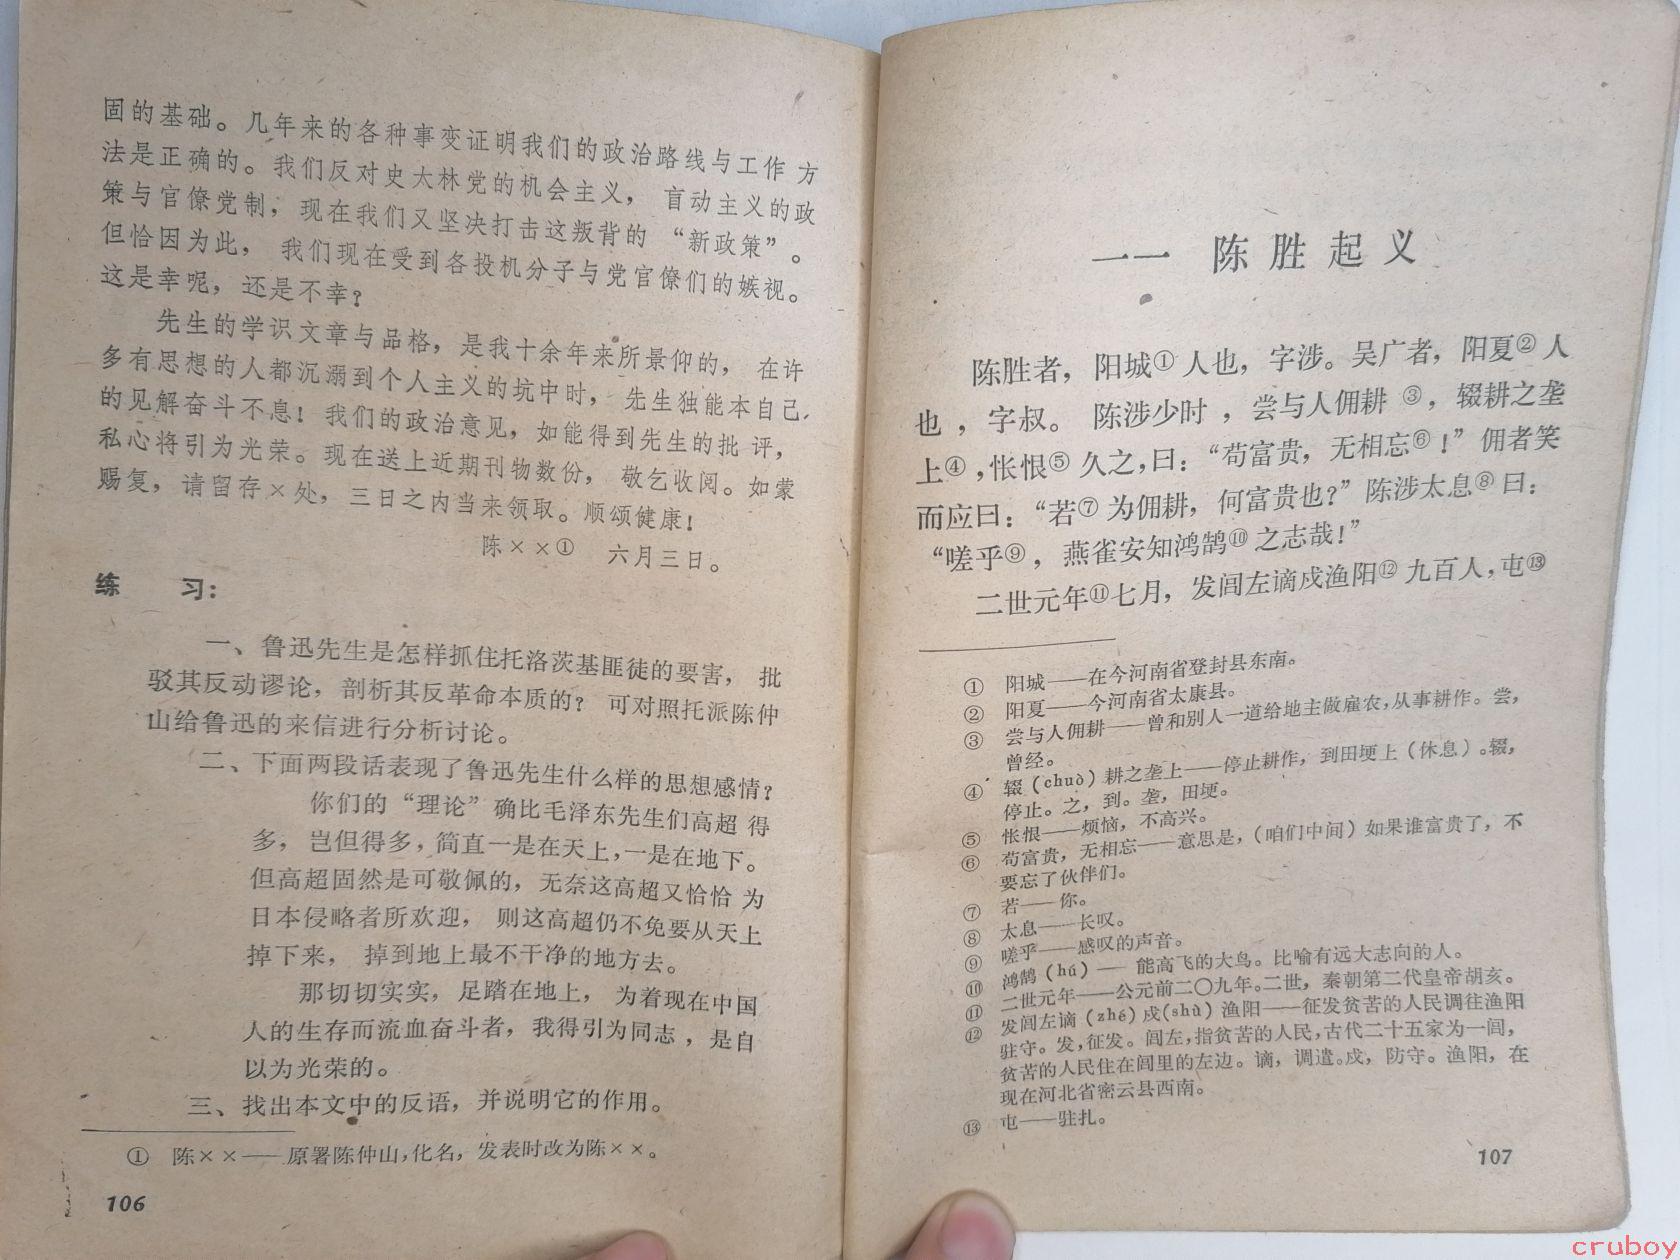 固的基础。几年来的各种事变证明我们的政治路线与工作方
法是正确的。我们反对史大林党的机会主义，盲动主义的政
策与官僚党制，现在我们又坚决打击这叛背的“新政策”。
但恰因为此，我们现在受到各投机分子与党官僚们的嫉视。
这是幸呢，还是不幸？
先生的学识文章与品格，是我十余年来所景仰的，在许
多有思想的人都沉溺到个人主义的坑中时，先生独能本自己
的见解奋斗不息！我们的政治意见，如能得到先生的批评，
私心将引为光荣。现在送上近期刊物数份，敬乞收阅。如蒙
赐复，请留存×处，三日之内当来领取。顺颂健康！
陈××① 六月三日。
练 习：
一、鲁迅先生是怎样抓住托洛茨基匪徒的要害，批
驳其反动谬论，剖析其反革命本质的？可对照托派陈仲
山给鲁迅的来信进行分析讨论。
二、下面两段话表现了鲁迅先生什么样的思想感情？
你们的“理论”确比毛泽东先生们高超得
多，岂但得多，简直一是在天上，一是在地下。
但高超固然是可敬佩的，无奈这高超又恰恰为
日本侵略者所欢迎，则这高超仍不免要从天上
掉下来，掉到地上最不干净的地方去。
那切切实实，足踏在地上，为着现在中国
人的生存而流血奋斗者，我得引为同志，是自
以为光荣的。
三、找出本文中的反语，并说明它的作用。
① 陈××——原署陈仲山，化名，发表时改为陈××。
106
一一 陈胜起义
陈胜者，阳城①人也，字涉。吴广者，阳夏②人
也，字叔。陈涉少时，尝与人佣耕③，辍耕之垄
上④，怅恨⑤久之，曰：“苟富贵，无相忘⑥！”佣者笑
而应曰：“若⑦为佣耕，何富贵也？”陈涉太息⑧曰：
“嗟乎⑨，燕雀安知鸿鹄⑩之志哉！”
二世元年⑪七月，发闾左谪戍渔阳⑫九百人，屯⑬
① 阳城——在今河南省登封县东南。
② 阳夏——今河南省太康县。
③ 尝与人佣耕——曾和别人一道给地主做雇农，从事耕作。尝，
曾经。
④ 辍（chuò）耕之垄上——停止耕作，到田埂上（休息）。辍，
停止。之，到。垄，田埂。
⑤ 怅恨——烦恼，不高兴。
⑥ 苟富贵，无相忘——意思是，（咱们中间）如果谁富贵了，不
要忘了伙伴们。
⑦ 若——你。
⑧ 太息——长叹。
⑨ 嗟乎——感叹的声音。
⑩ 鸿鹄（hú）——能高飞的大鸟。比喻有远大志向的人。
⑪ 二世元年——公元前二〇九年。二世，秦朝第二代皇帝胡亥。
⑫ 发闾左谪（zhé）戍（shù）渔阳——征发贫苦的人民调往渔阳
驻守。发，征发。闾左，指贫苦的人民，古代二十五家为一闾，
贫苦的人民住在闾里的左边。谪，调遣。戍，防守。渔阳，在
现在河北省密云县西南。
⑬ 屯——驻扎。
107
cruboy